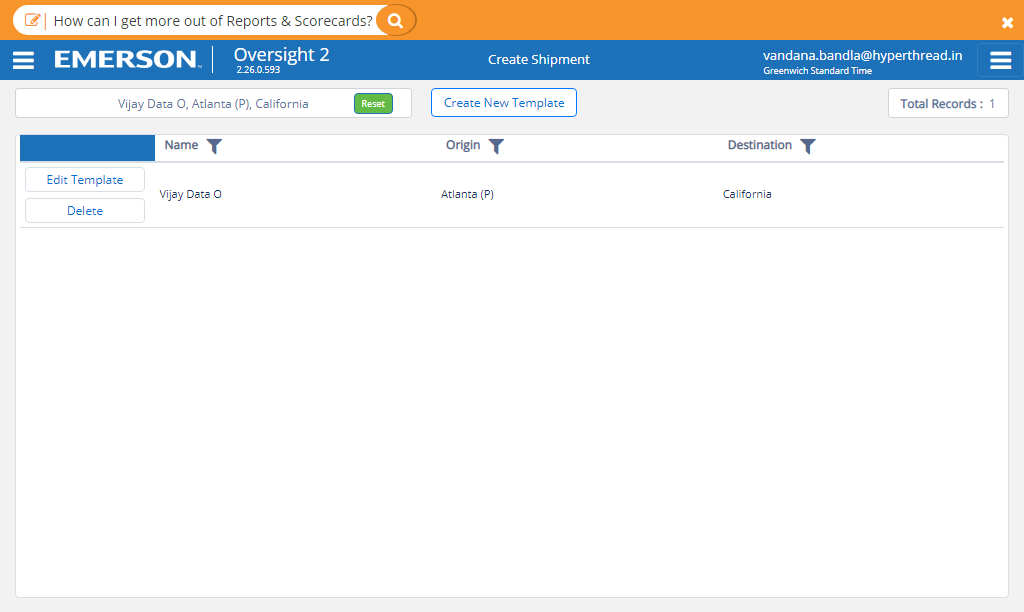 How can I get more out of Reports & Scorecards?
EMERSON™ Oversight 2 Create Shipment vandana.bandla@hyperthread.in
2.26.0.593 Greenwich Standard Time
Vijay Data O, Atlanta (P), California Reset Create New Template Total Records : 1
Name Origin Destination
Edit Template
Vijay Data O Atlanta (P) California
Delete